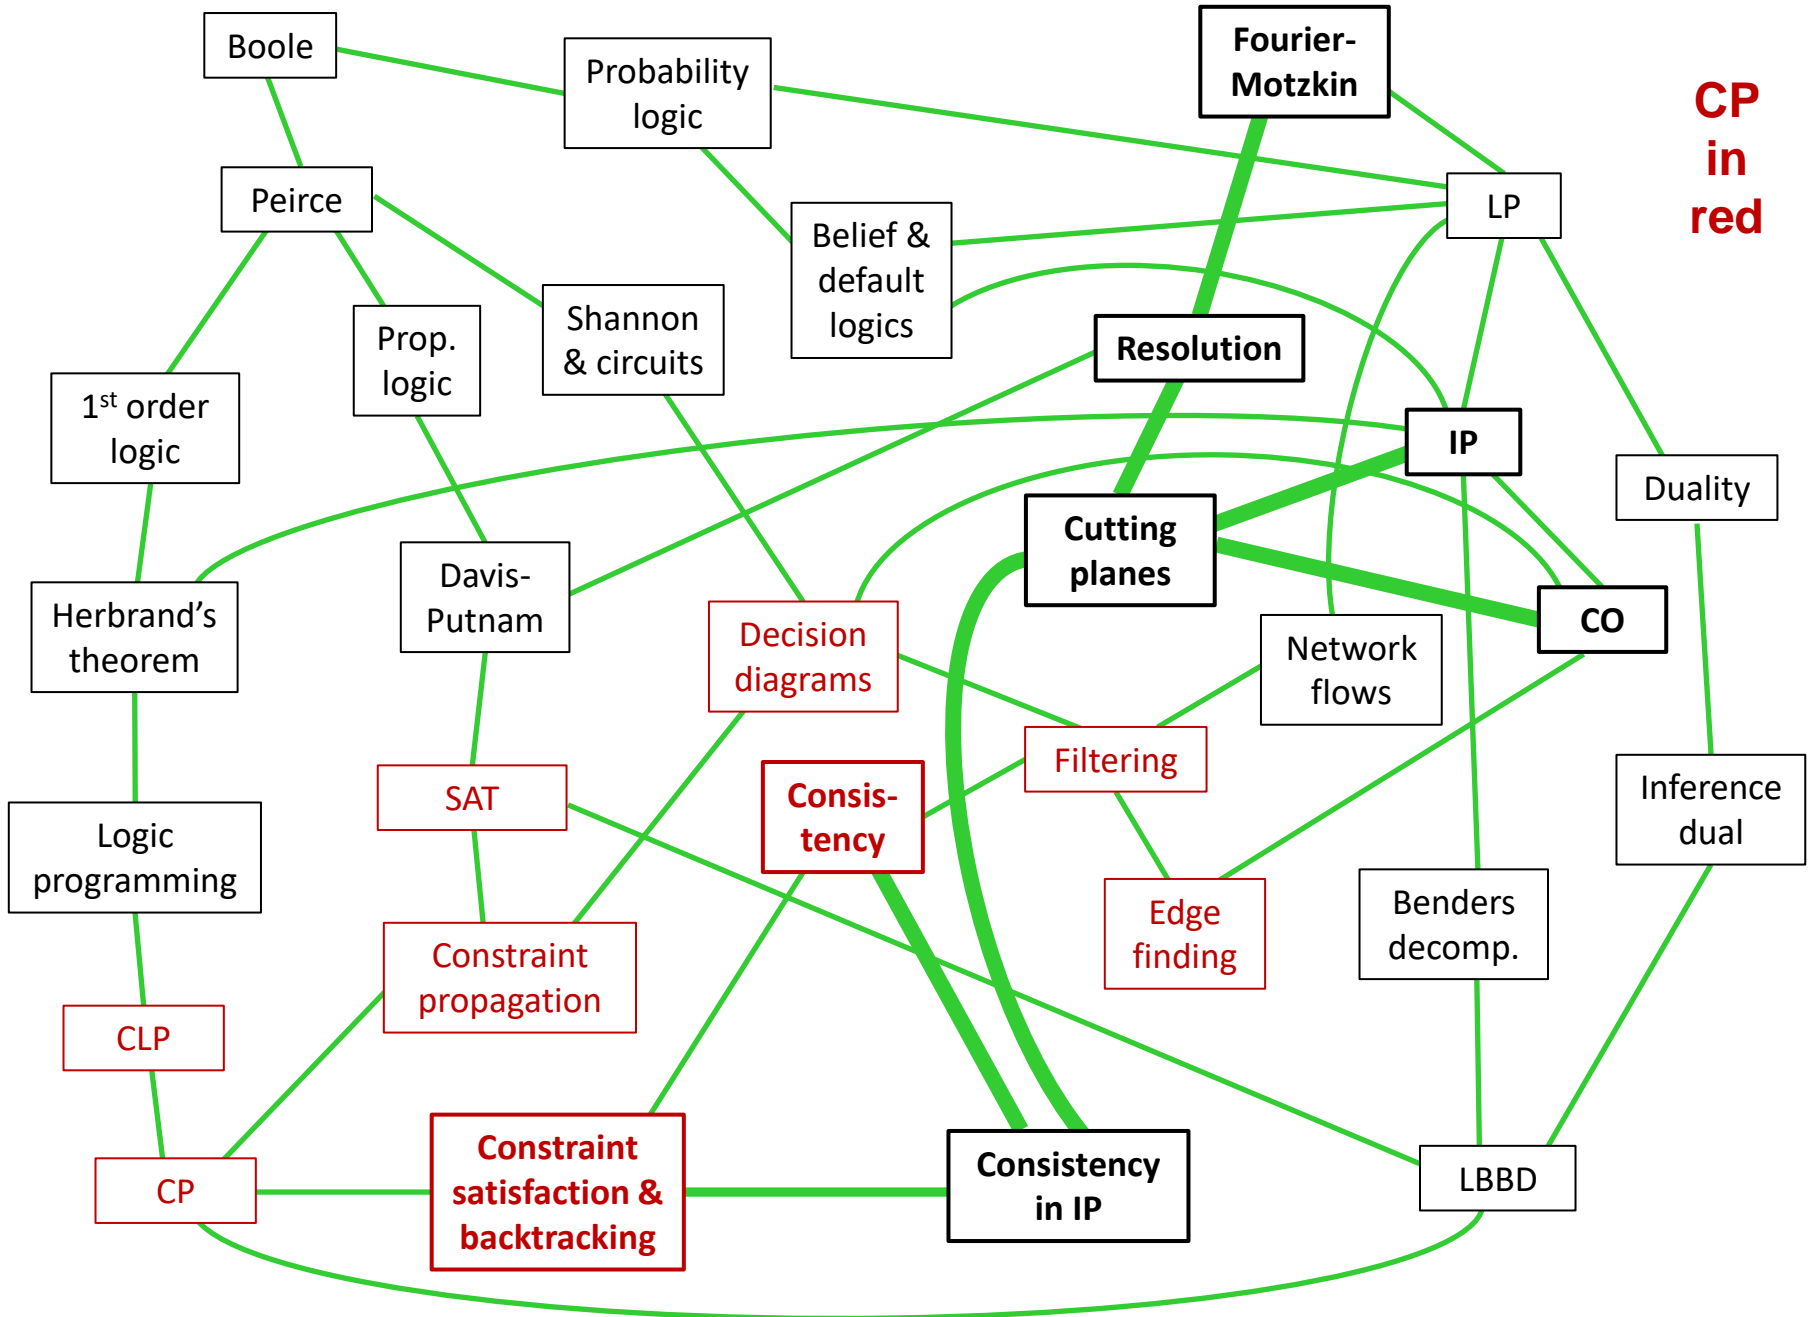 Boole
Probability
logic
Fourier-
Motzkin
CP
in
red
Peirce
LP
Belief &
default
logics
Shannon
& circuits
Prop.
logic
Resolution
1st order
logic
IP
Duality
Cutting
planes
Davis-
Putnam
Herbrand's
theorem
Decision
diagrams
CO
Network
flows
Filtering
SAT
Consis-
tency
Inference
dual
Logic
programming
Edge
finding
Benders
decomp.
Constraint
propagation
CLP
CP
Constraint
satisfaction &
backtracking
Consistency
in IP
LBBD